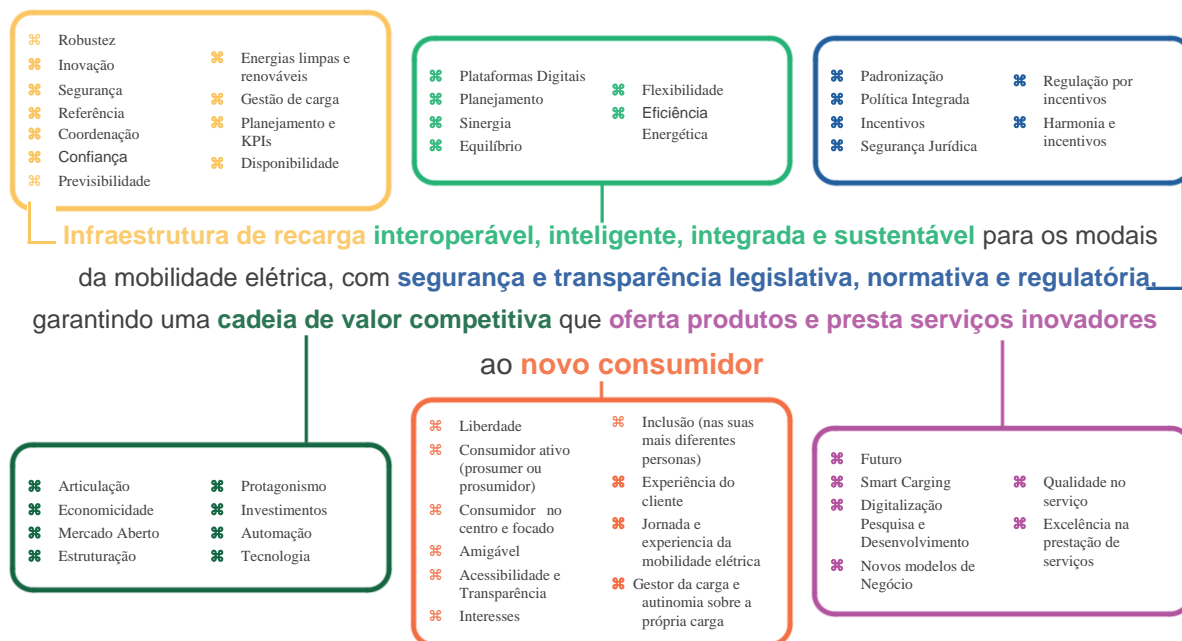 Robustez
Inovação
Segurança
Referência
Coordenação
Confiança
Previsibilidade
Energias limpas e
renováveis
Gestão de carga
Planejamento e
KPIs
Disponibilidade
Plataformas Digitais
Planejamento
Sinergia
Equilíbrio
Flexibilidade
Eficiência
Energética
Padronização
Política Integrada
Incentivos
Segurança Jurídica
Regulação por
incentivos
Harmonia e
incentivos
Infraestrutura de recarga interoperável, inteligente, integrada e sustentável para os modais
da mobilidade elétrica, com segurança e transparência legislativa, normativa e regulatória,
garantindo uma cadeia de valor competitiva que oferta produtos e presta serviços inovadores
ao novo consumidor
Articulação
Economicidade
Mercado Aberto
Estruturação
Protagonismo
Investimentos
Automação
Tecnologia
Liberdade
Consumidor ativo
(prosumer ou
prosumidor)
Consumidor no
centro e focado
Amigável
Acessibilidade e
Transparência
Interesses
Inclusão (nas suas
mais diferentes
personas)
Experiência do
cliente
Jornada e
experiencia da
mobilidade elétrica
Gestor da carga e
autinomia sobre a
própria carga
Futuro
Smart Carging
Digitalização
Pesquisa e
Desenvolvimento
Novos modelos de
Negócio
Qualidade no
serviço
Excelência na
prestação de
serviços